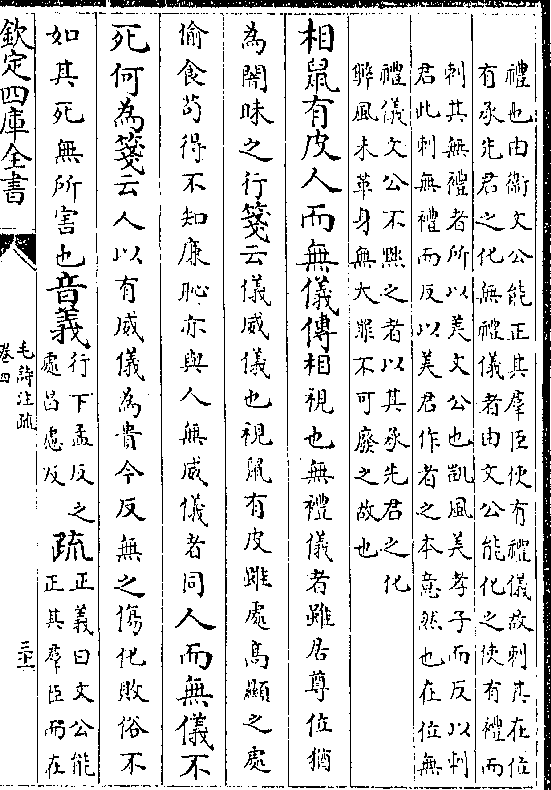 禮也由衞文公能正其羣臣使有禮儀故刺其在位
有承先君之化無禮儀者由文公能化之使有禮而
刺其無禮者所以美文公也凱風美孝子而反以刺
君此刺無禮而反以美君作者之本意然也在位無
禮儀文公不黜之者以其承先君之化
弊風未革身無大罪不可廢之故也
相鼠有皮人而無儀傳相視也無禮儀者雖居尊位猶
為闇昧之行箋云儀威儀也視鼠有皮雖處高顯之處
偷食苟得不知廉恥亦與人無威儀者同人而無儀不
死何為箋云人以有威儀為貴今反無之傷化敗俗不
如其死無所害也音義
行下孟反之
處昌慮反
疏
正義曰文公能
正其羣臣而在
欽定四庫全書
毛詩注疏
卷四
三十二